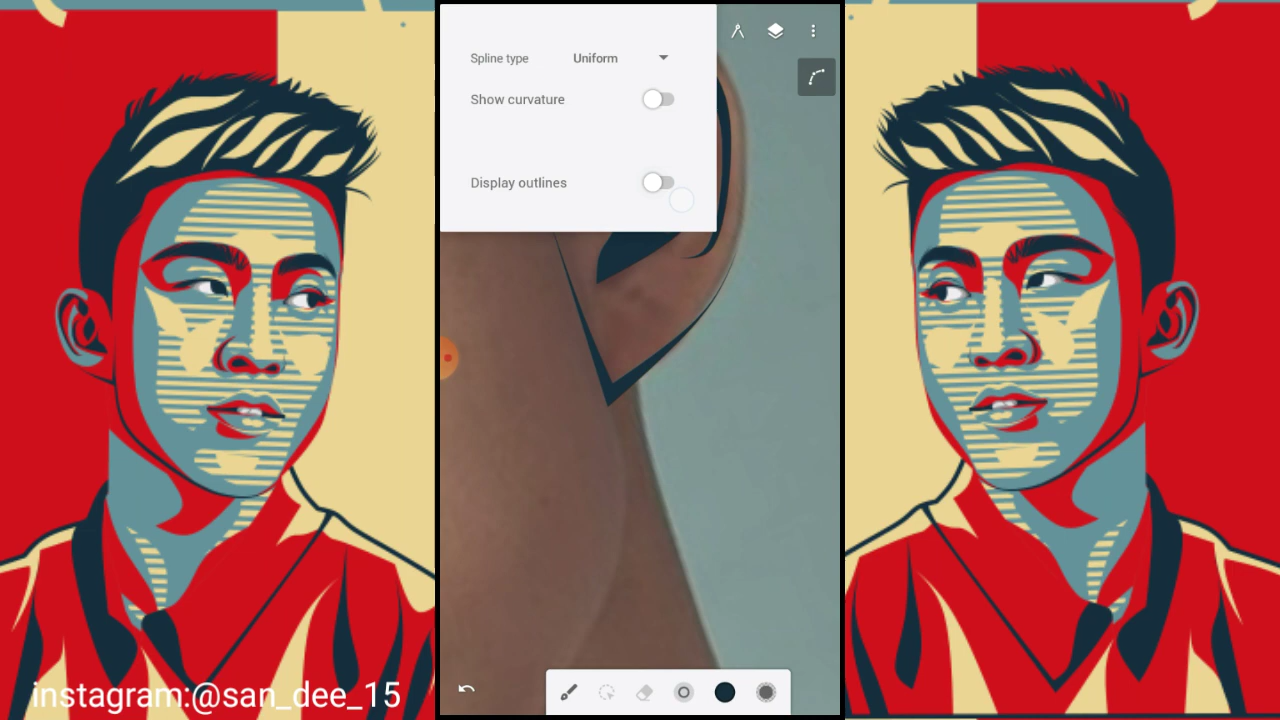 Spline type Uniform
Show curvature
Display outlines
instagram:@san_dee_15